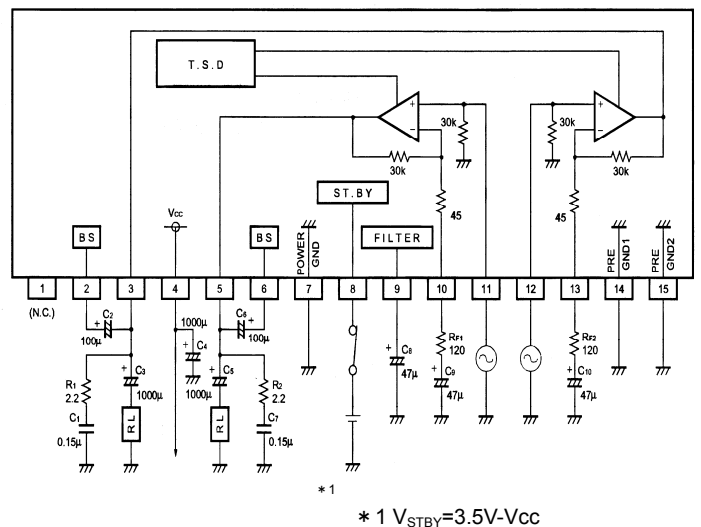 T.S.D
+
−
30k
30k
45
+
−
30k
30k
45
ST.BY
Vcc
BS
BS
POWER
GND
FILTER
PRE
GND1
PRE
GND2
1
2
3
4
5
6
7
8
9
10
11
12
13
14
15
(N.C.)
+
C2
100μ
1000μ
+
C4
C6
+
100μ
R1
2.2
C1
0.15μ
+
C3
1000μ
RL
+
C5
1000μ
RL
R2
2.2
C7
0.15μ
+
C8
47μ
RF1
120
+
C9
47μ
RF2
120
+
C10
47μ
*1
*1 VSTBY=3.5V-Vcc